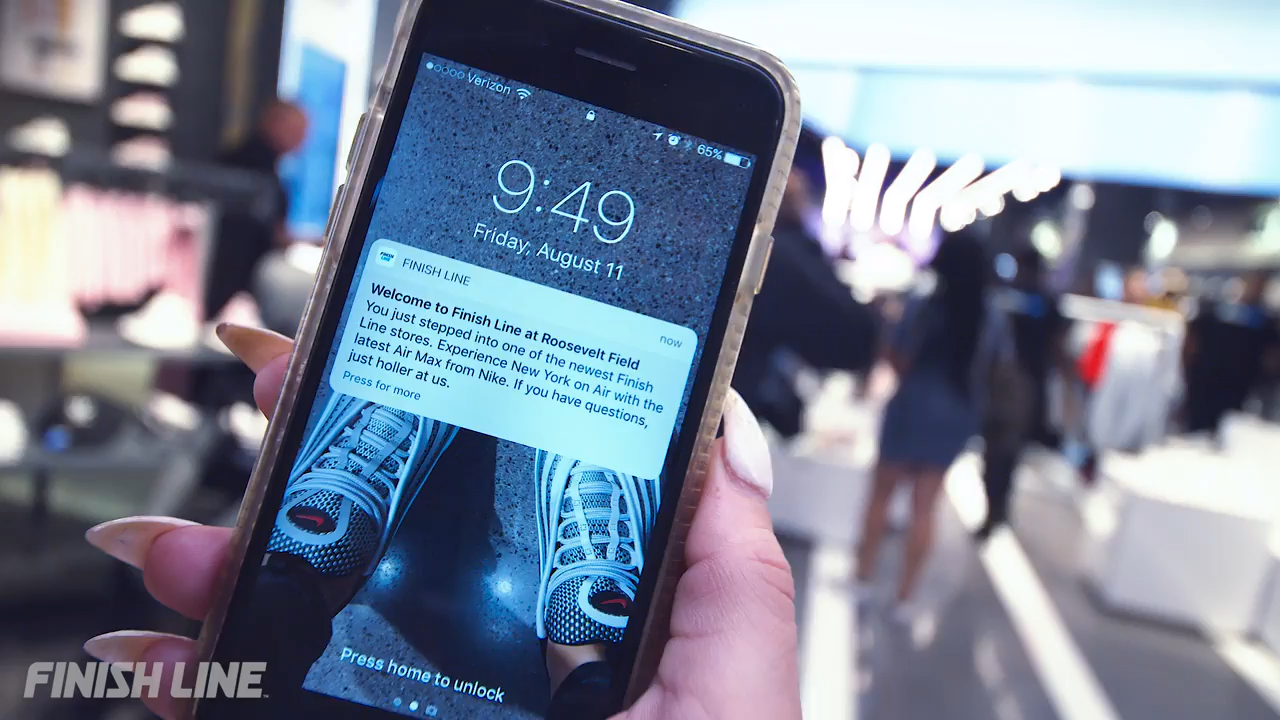 Verizon
65%
9:49
Friday, August 11
FINISH LINE
FINISH LINE
now
Welcome to Finish Line at Roosevelt Field
You just stepped into one of the newest Finish
Line stores. Experience New York on Air with the
latest Air Max from Nike. If you have questions,
just holler at us.
Press for more
Press home to unlock
FINISH LINE